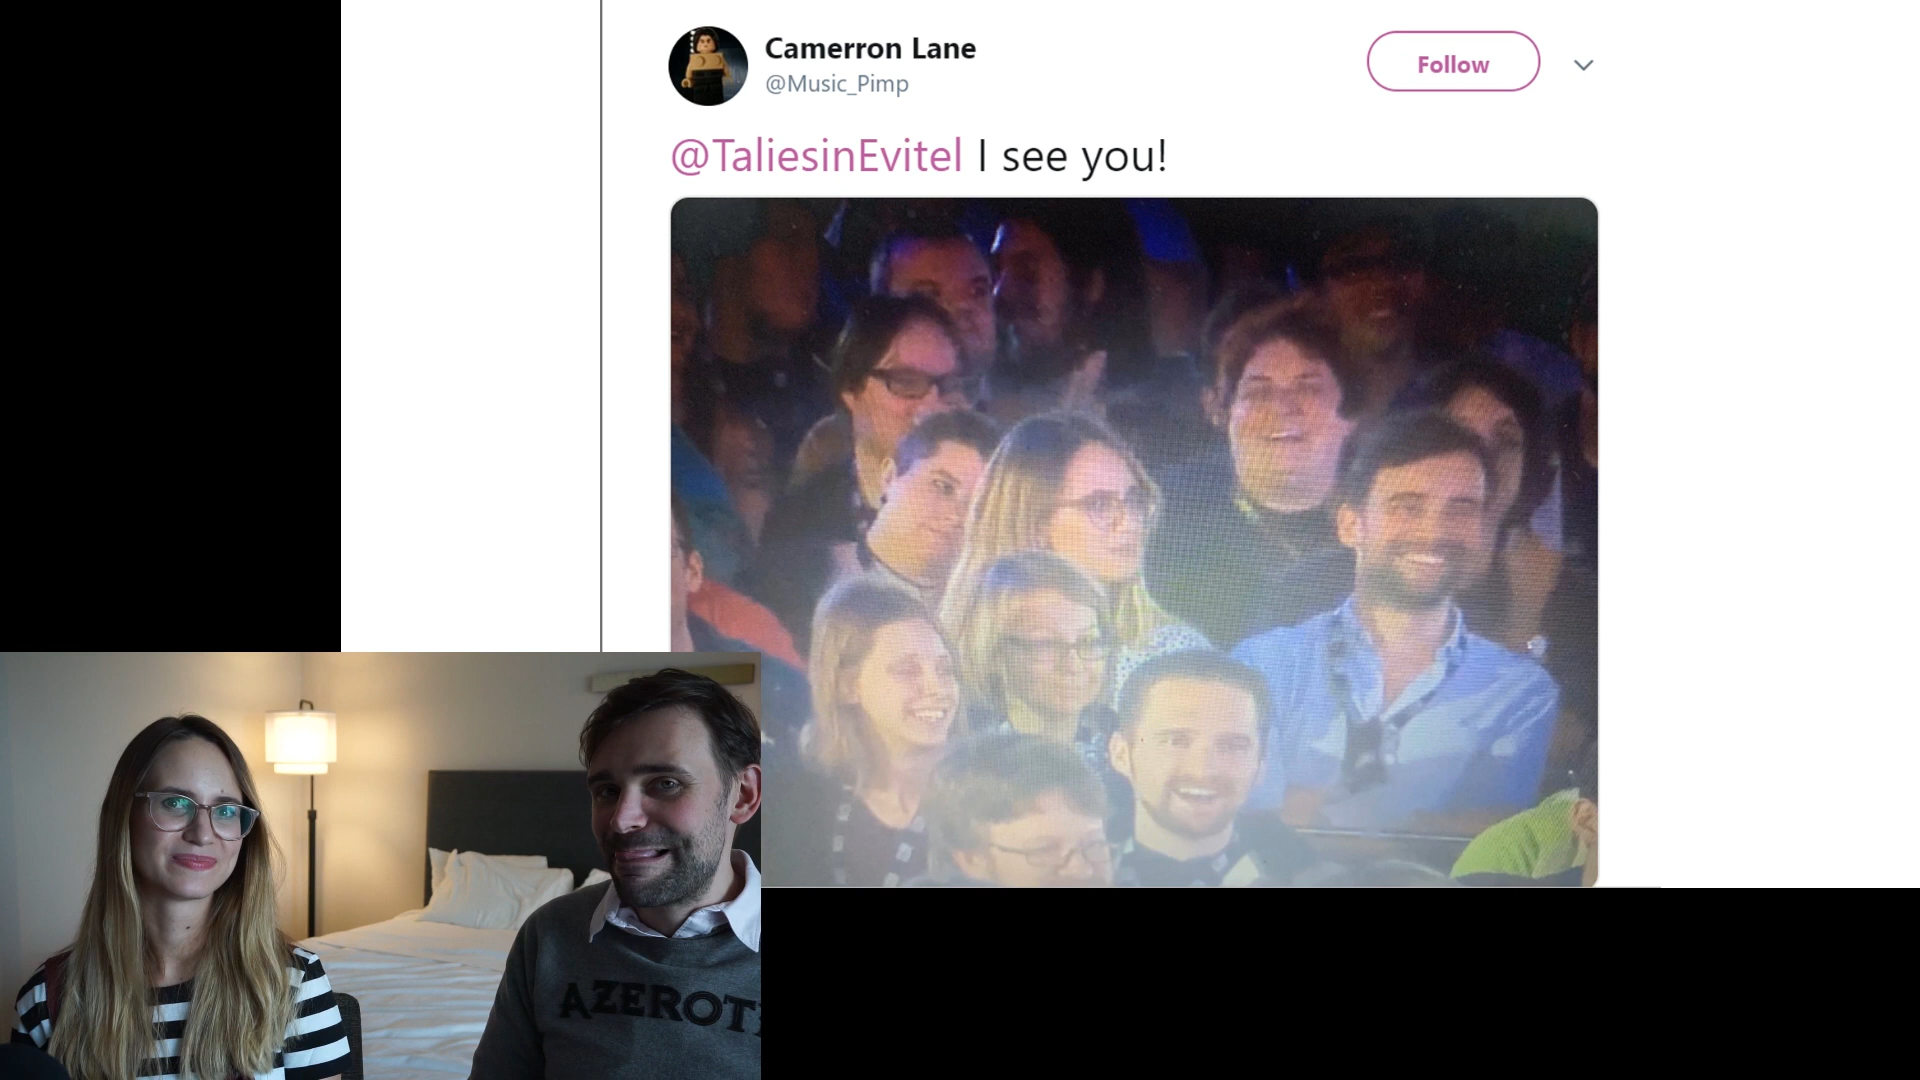 Camerron Lane
@Music_Pimp
Follow
@TaliesinEvitel I see you!
AZEROT